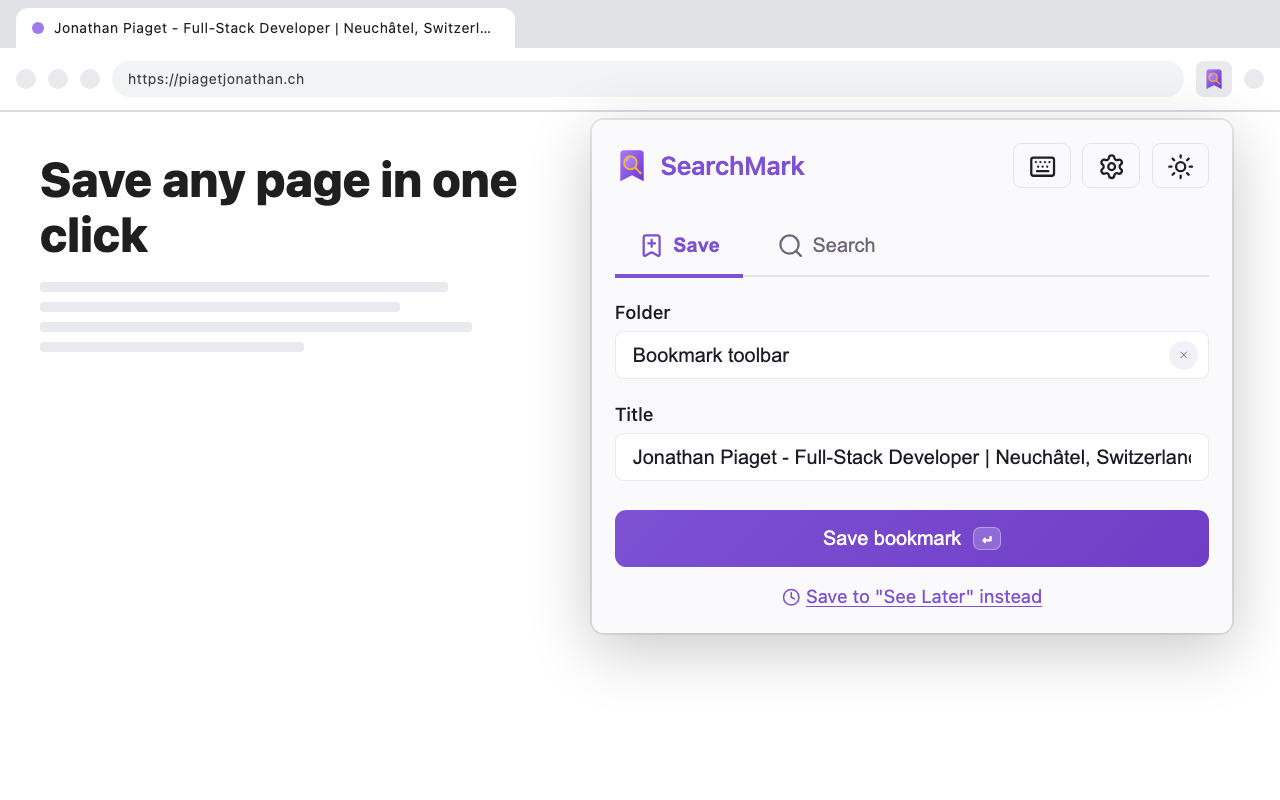 Jonathan Piaget - Full-Stack Developer | Neuchâtel, Switzerl...
https://piagetjonathan.ch
Save any page in one
click
SearchMark
Save
Search
Folder
Bookmark toolbar
Title
Jonathan Piaget - Full-Stack Developer | Neuchâtel, Switzerland
Save bookmark ↵
Save to "See Later" instead